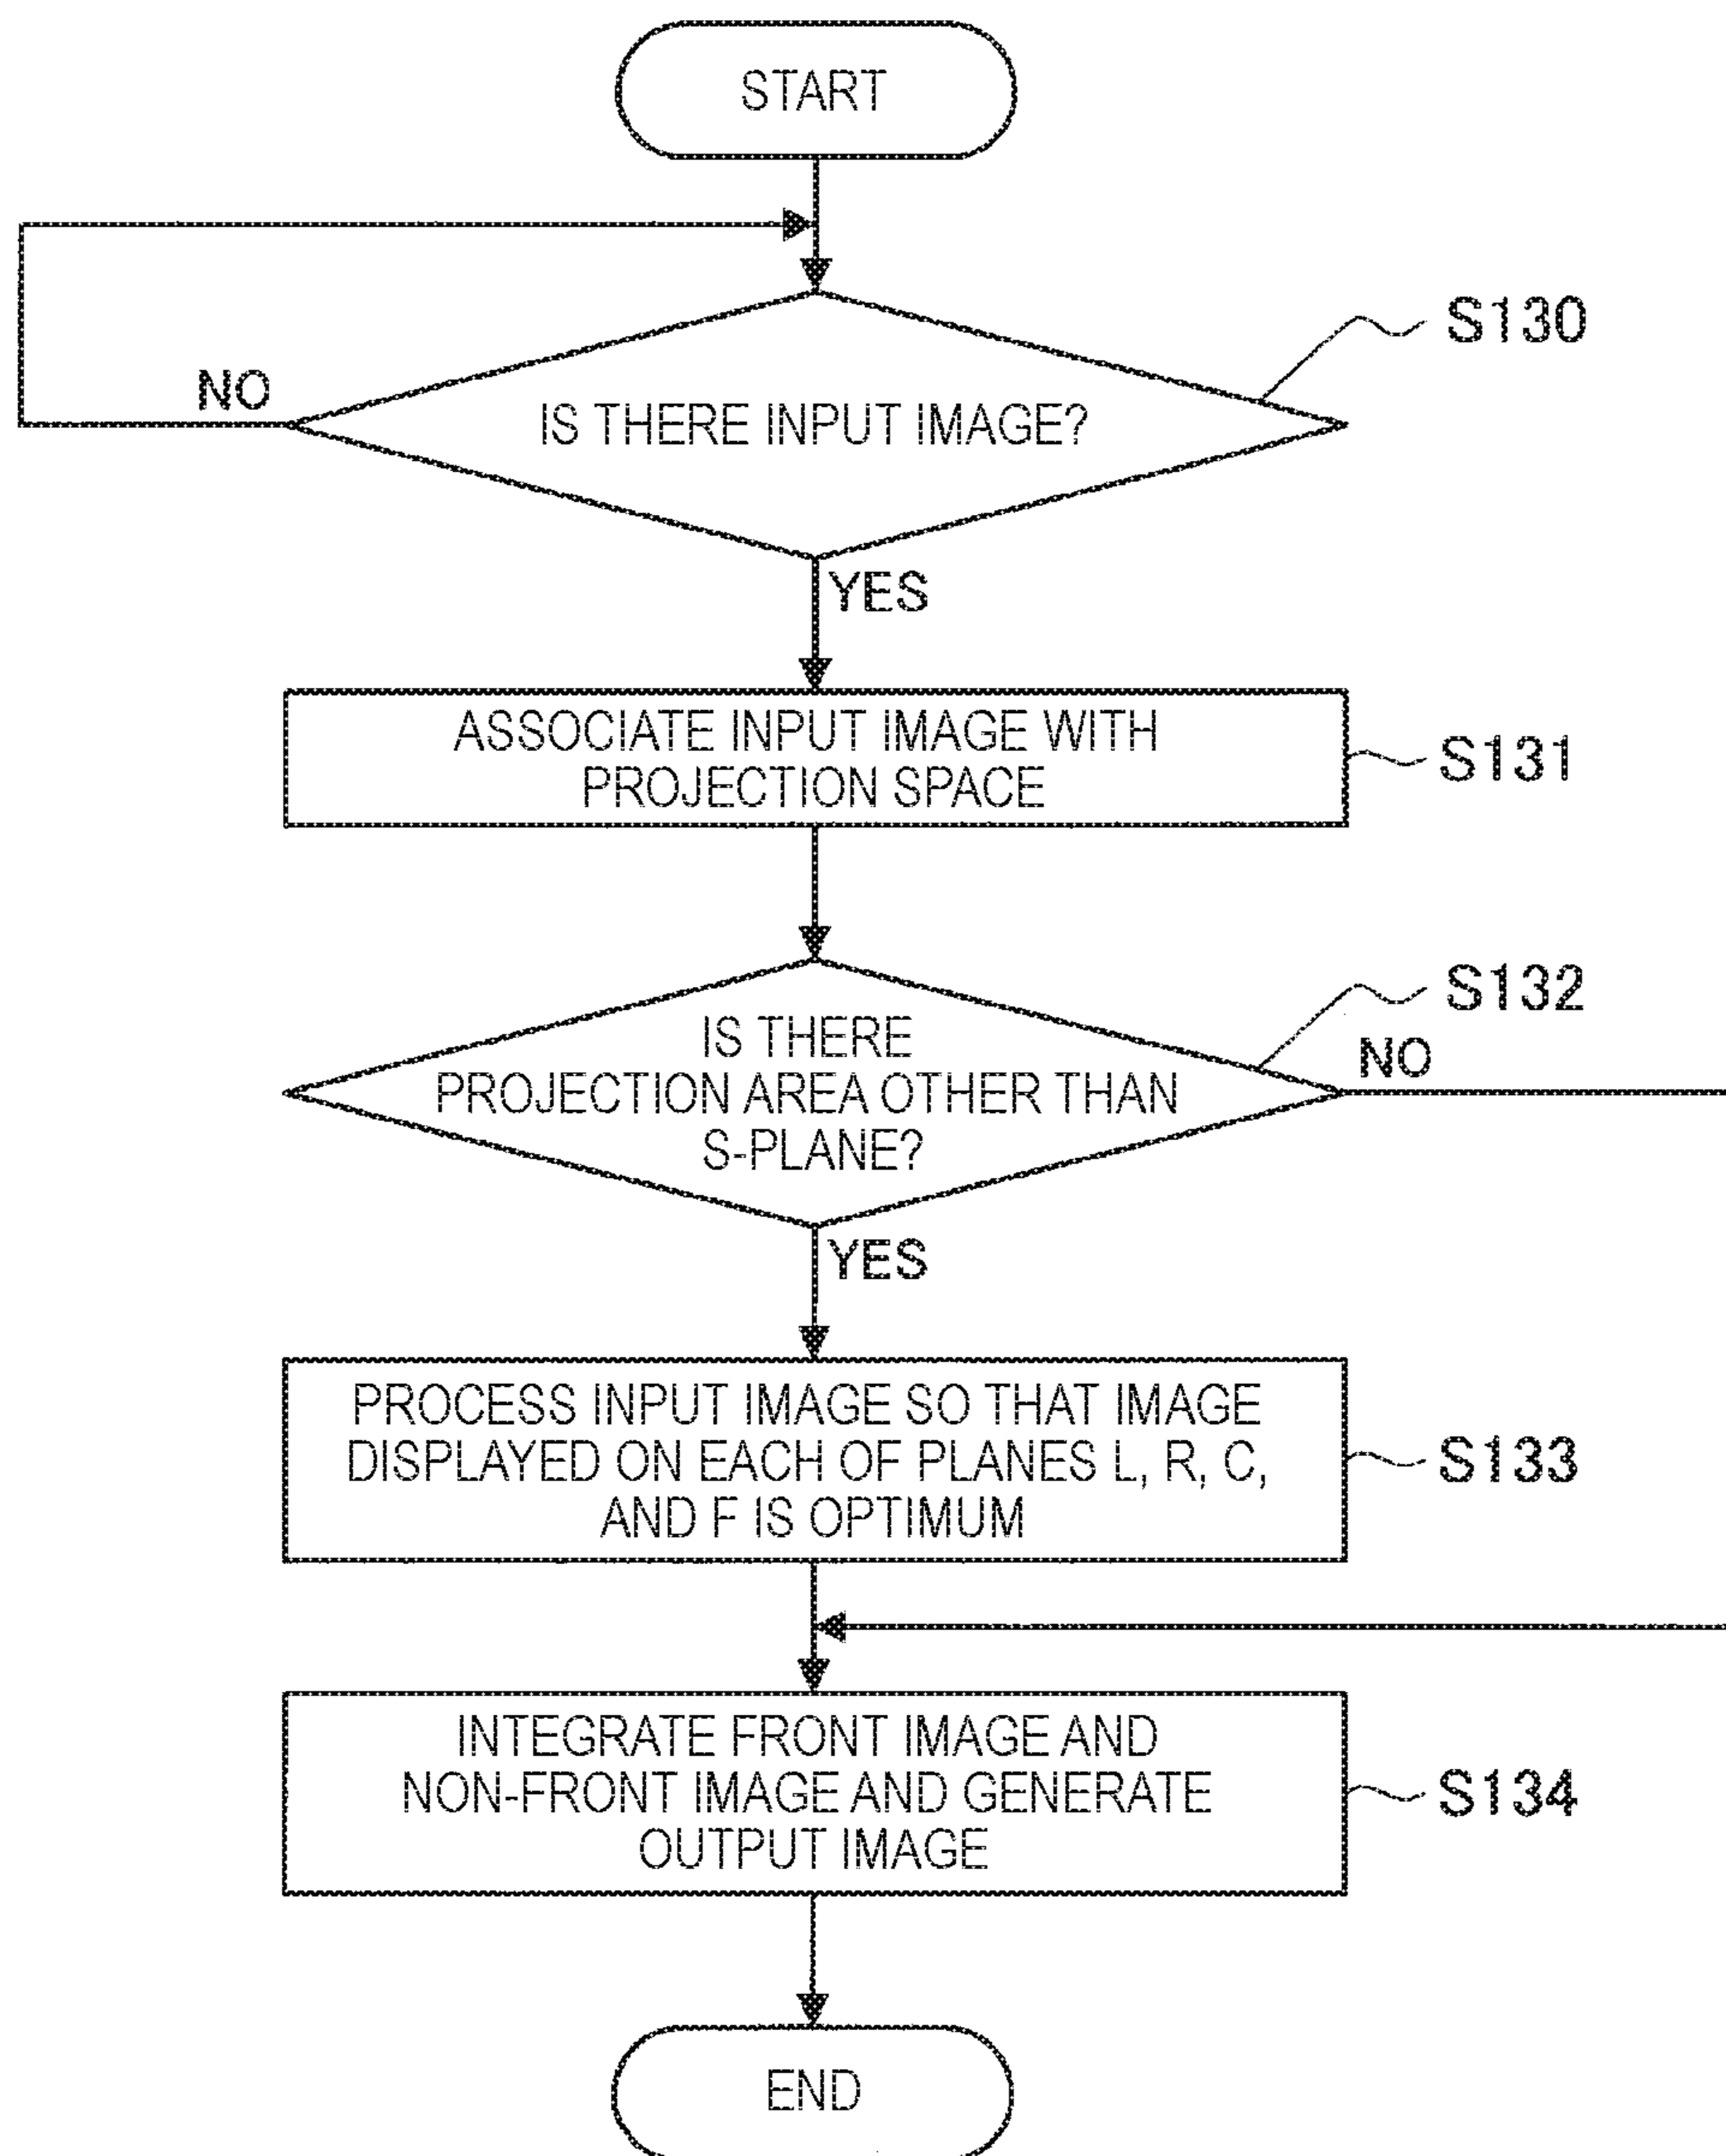 START
S130
NO
IS THERE INPUT IMAGE?
YES
ASSOCIATE INPUT IMAGE WITH
PROJECTION SPACE
S131
S132
NO
IS THERE
PROJECTION AREA OTHER THAN
S-PLANE?
YES
PROCESS INPUT IMAGE SO THAT IMAGE
DISPLAYED ON EACH OF PLANES L, R, C,
AND F IS OPTIMUM
S133
INTEGRATE FRONT IMAGE AND
NON-FRONT IMAGE AND GENERATE
OUTPUT IMAGE
S134
END